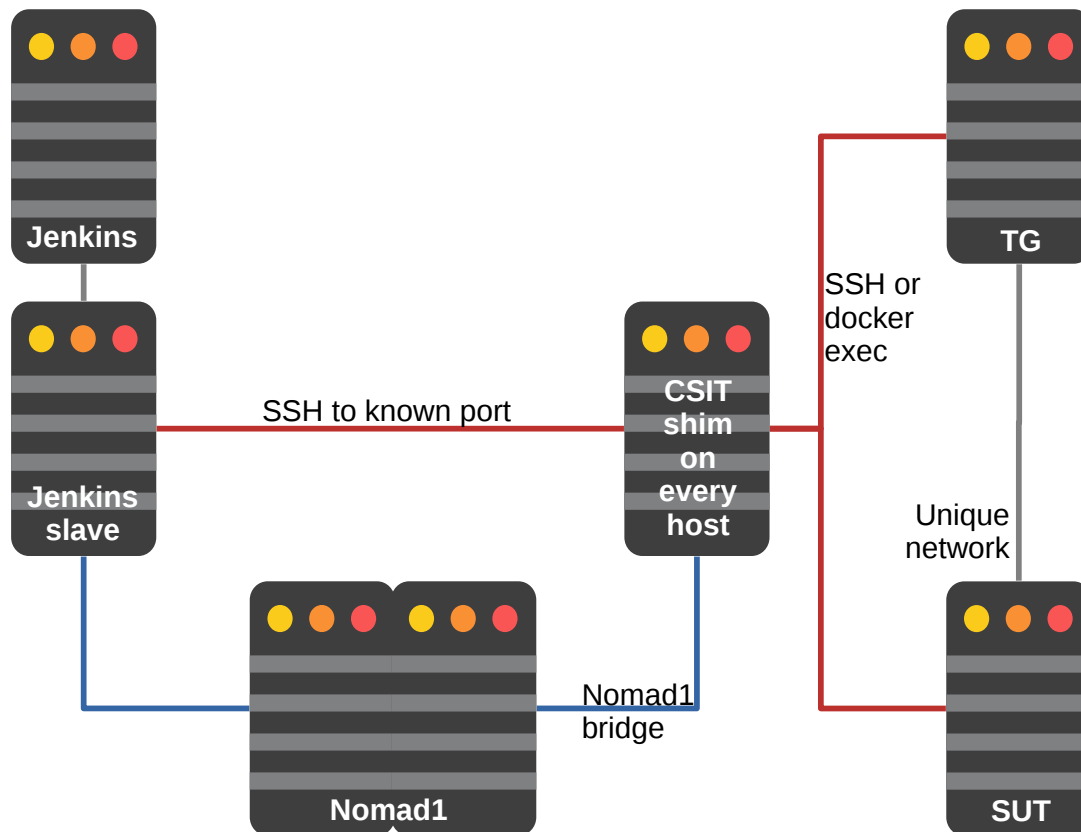 Jenkins
TG
SSH or
docker
exec
CSIT
shim
on
every
host
SSH to known port
Jenkins
slave
Unique
network
Nomad1
bridge
Nomad1
SUT